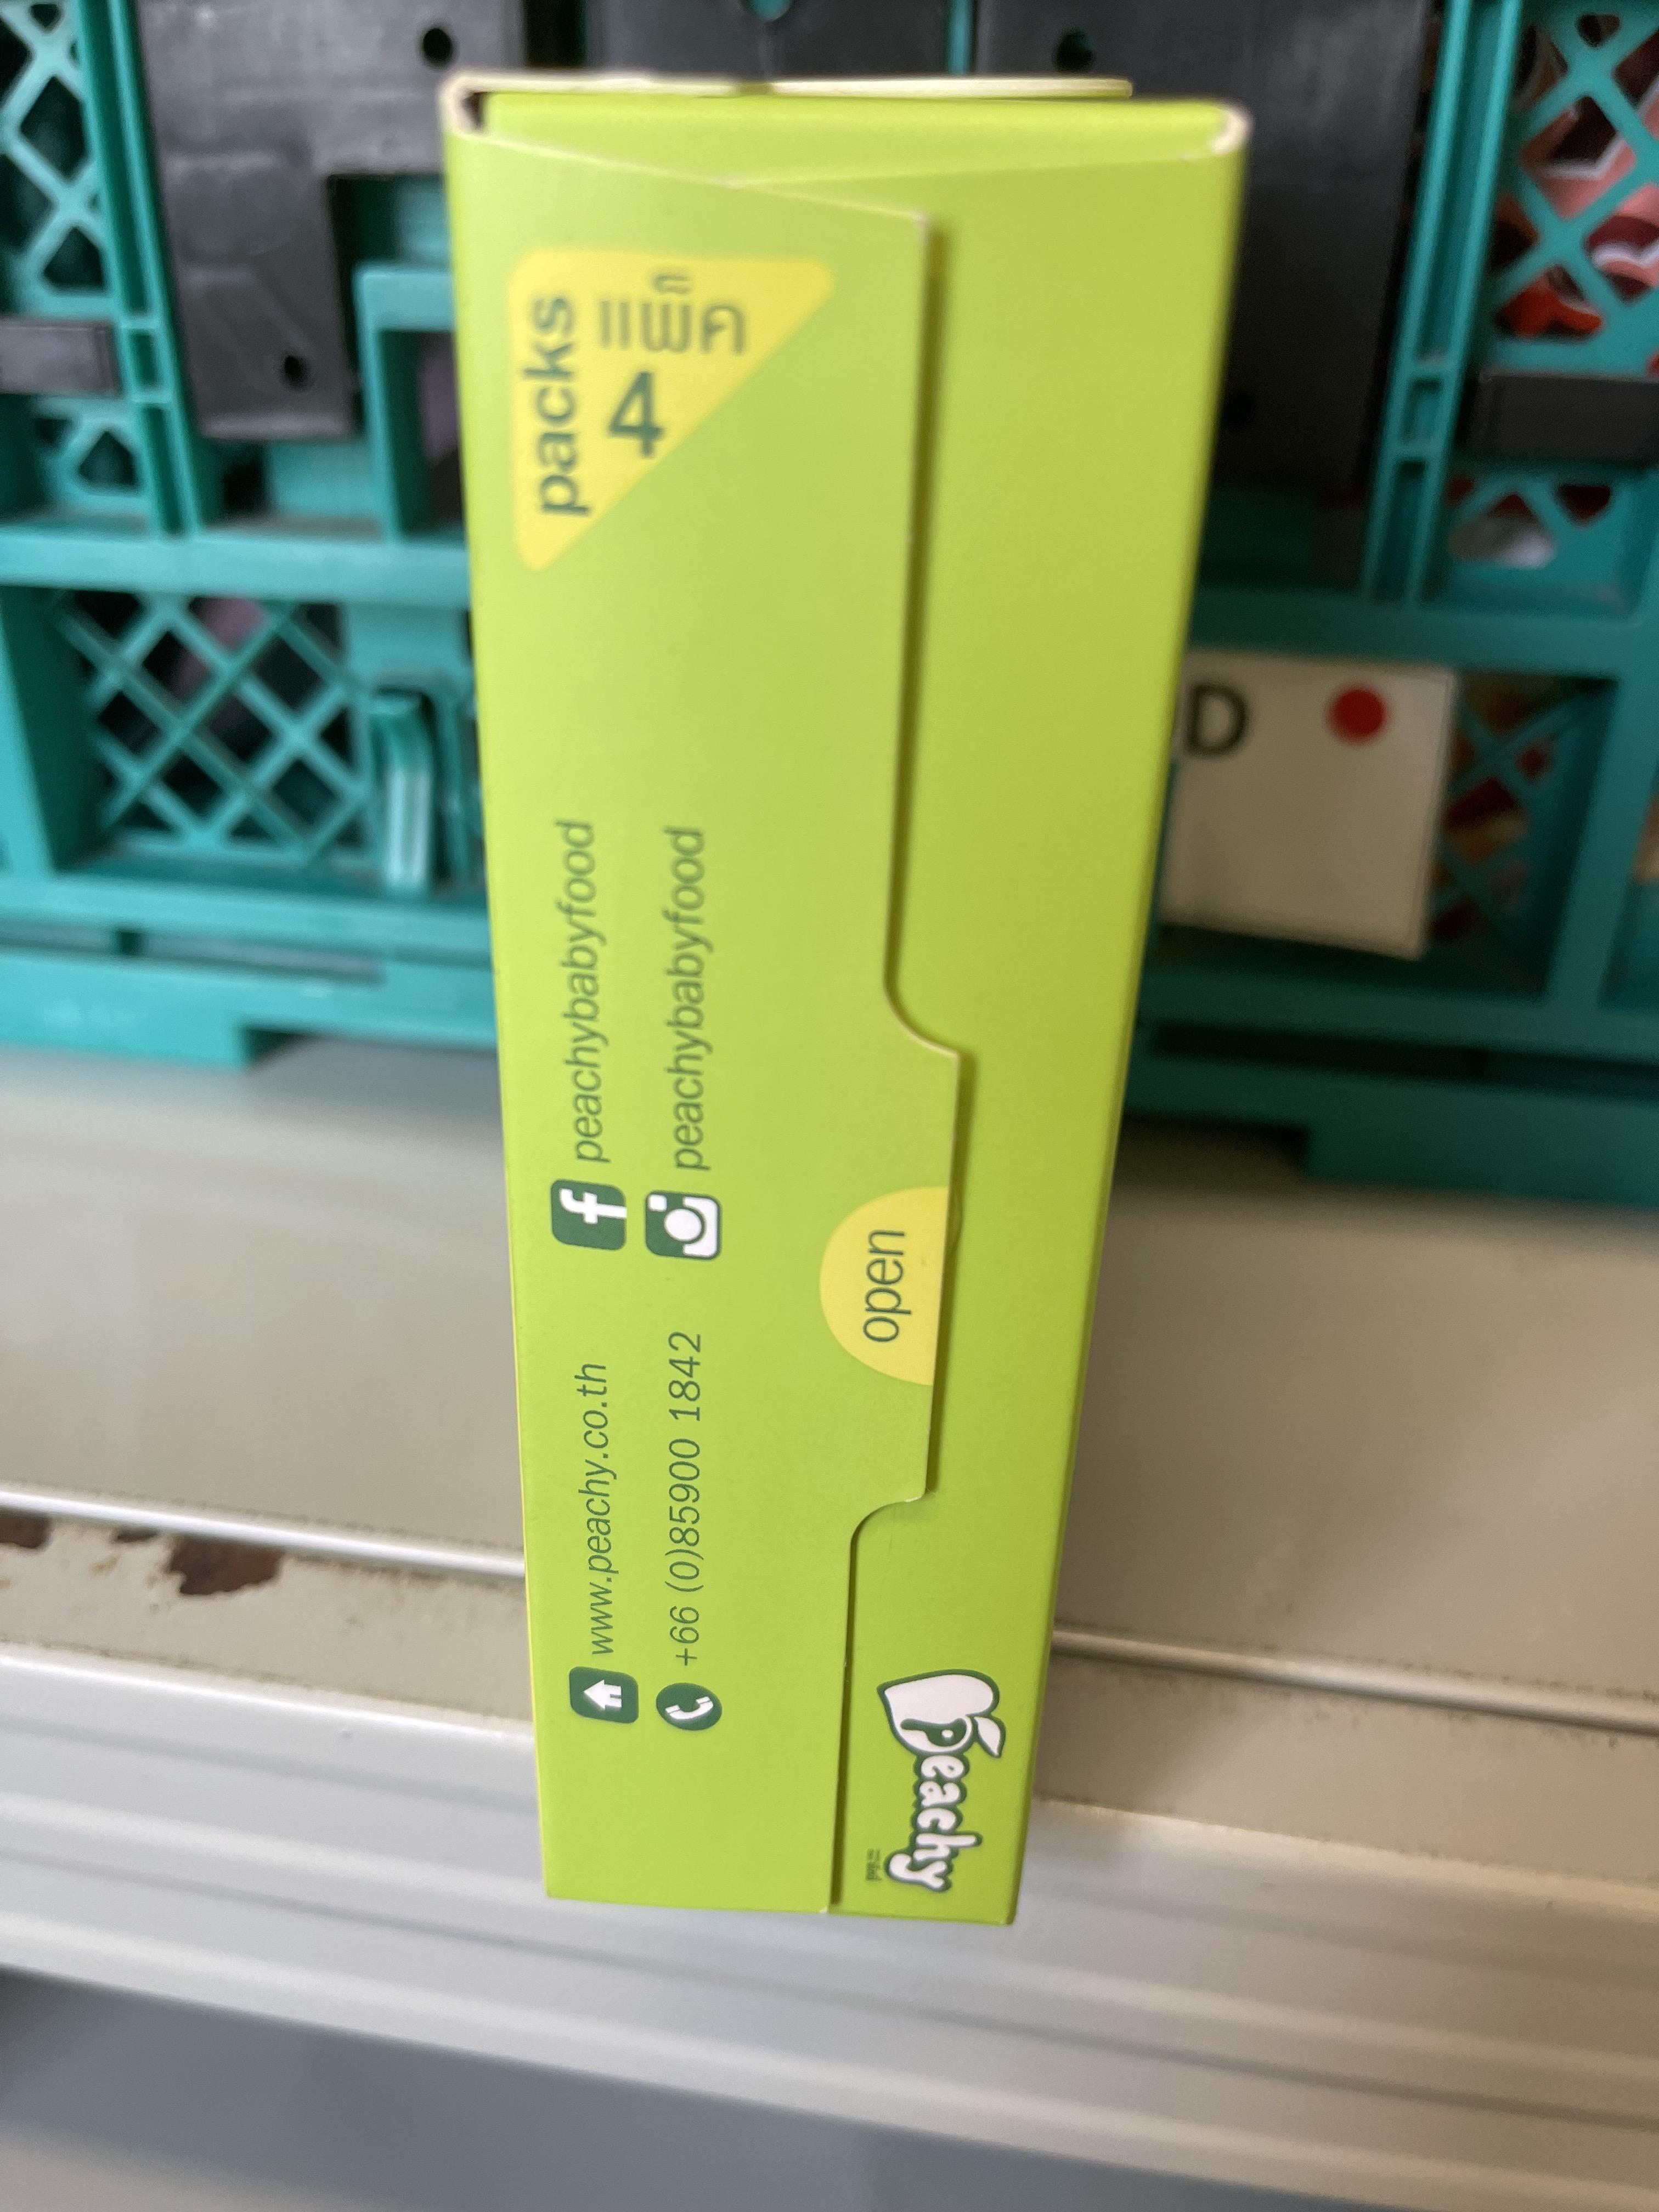 packs
4 แพ็ค
www.peachy.co.th
peachybabyfood
+66 (0)85900 1842
peachybabyfood
open
Peachy
D